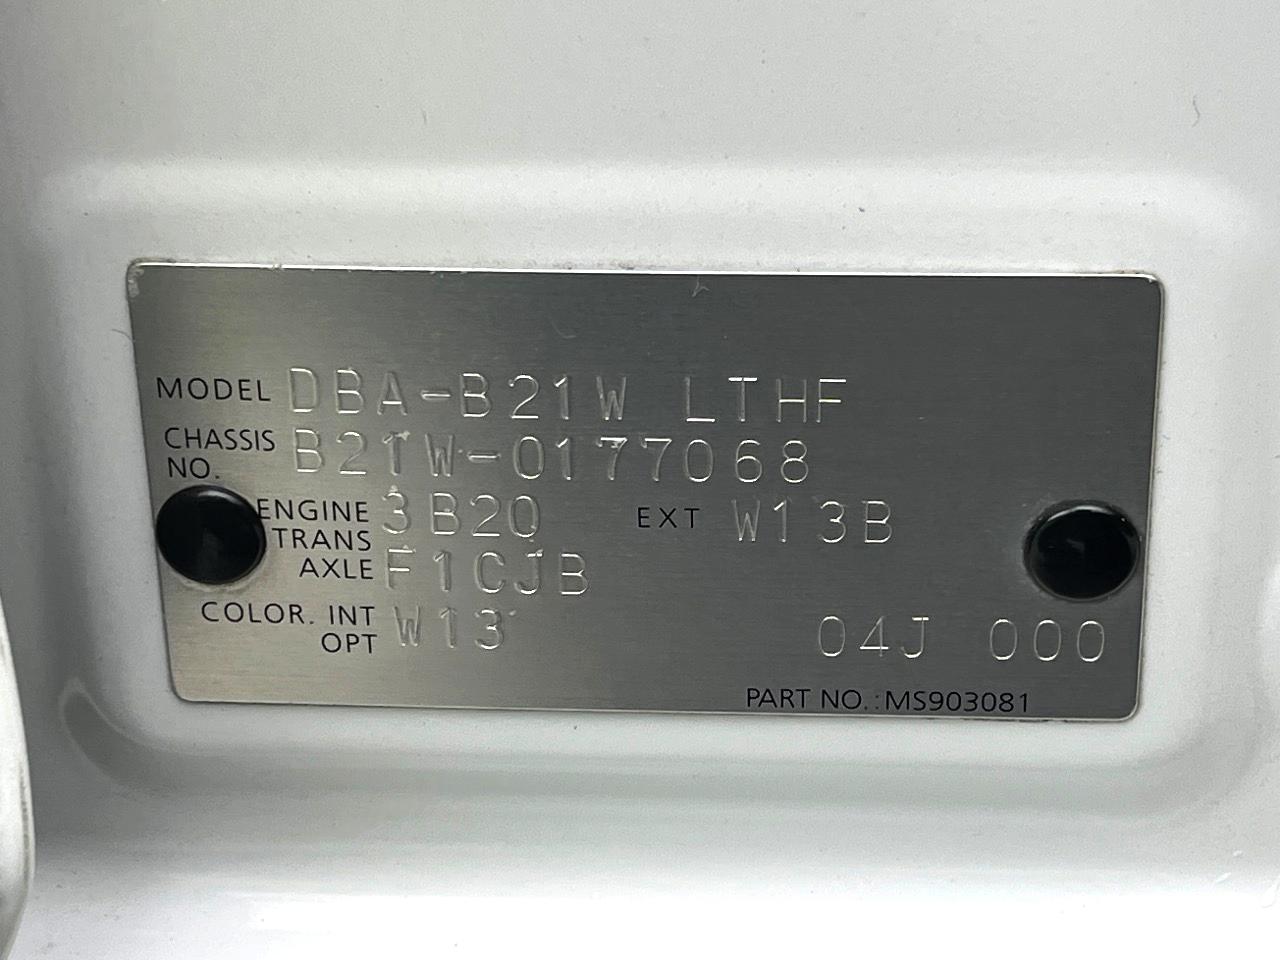 MODEL DBA-B21W LTHF
CHASSIS NO. B21W-0177068
ENGINE 3B20 EXT W13B
TRANS AXLE F1CJB
COLOR. INT OPT W13 04J 000
PART NO.:MS903081